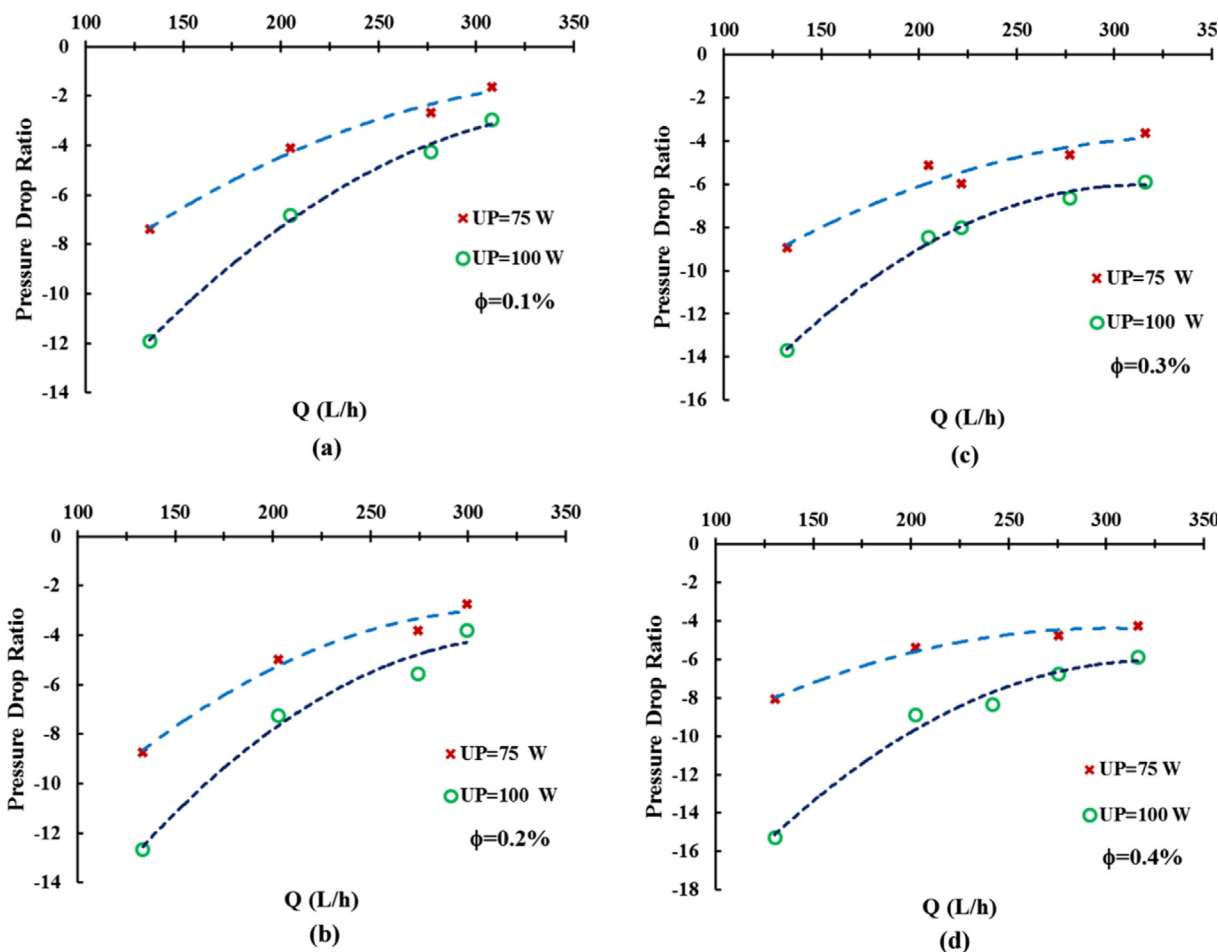 100 150 200 250 300 350
0
-2
-4
-6
-8
-10
-12
-14
Pressure Drop Ratio
UP=75 W
UP=100 W
ϕ=0.1%
Q (L/h)
(a)
100 150 200 250 300 350
0
-2
-4
-6
-8
-10
-12
-14
-16
Pressure Drop Ratio
UP=75 W
UP=100 W
ϕ=0.3%
Q (L/h)
(c)
100 150 200 250 300 350
0
-2
-4
-6
-8
-10
-12
-14
Pressure Drop Ratio
UP=75 W
UP=100 W
ϕ=0.2%
Q (L/h)
(b)
100 150 200 250 300 350
0
-2
-4
-6
-8
-10
-12
-14
-16
-18
Pressure Drop Ratio
UP=75 W
UP=100 W
ϕ=0.4%
Q (L/h)
(d)